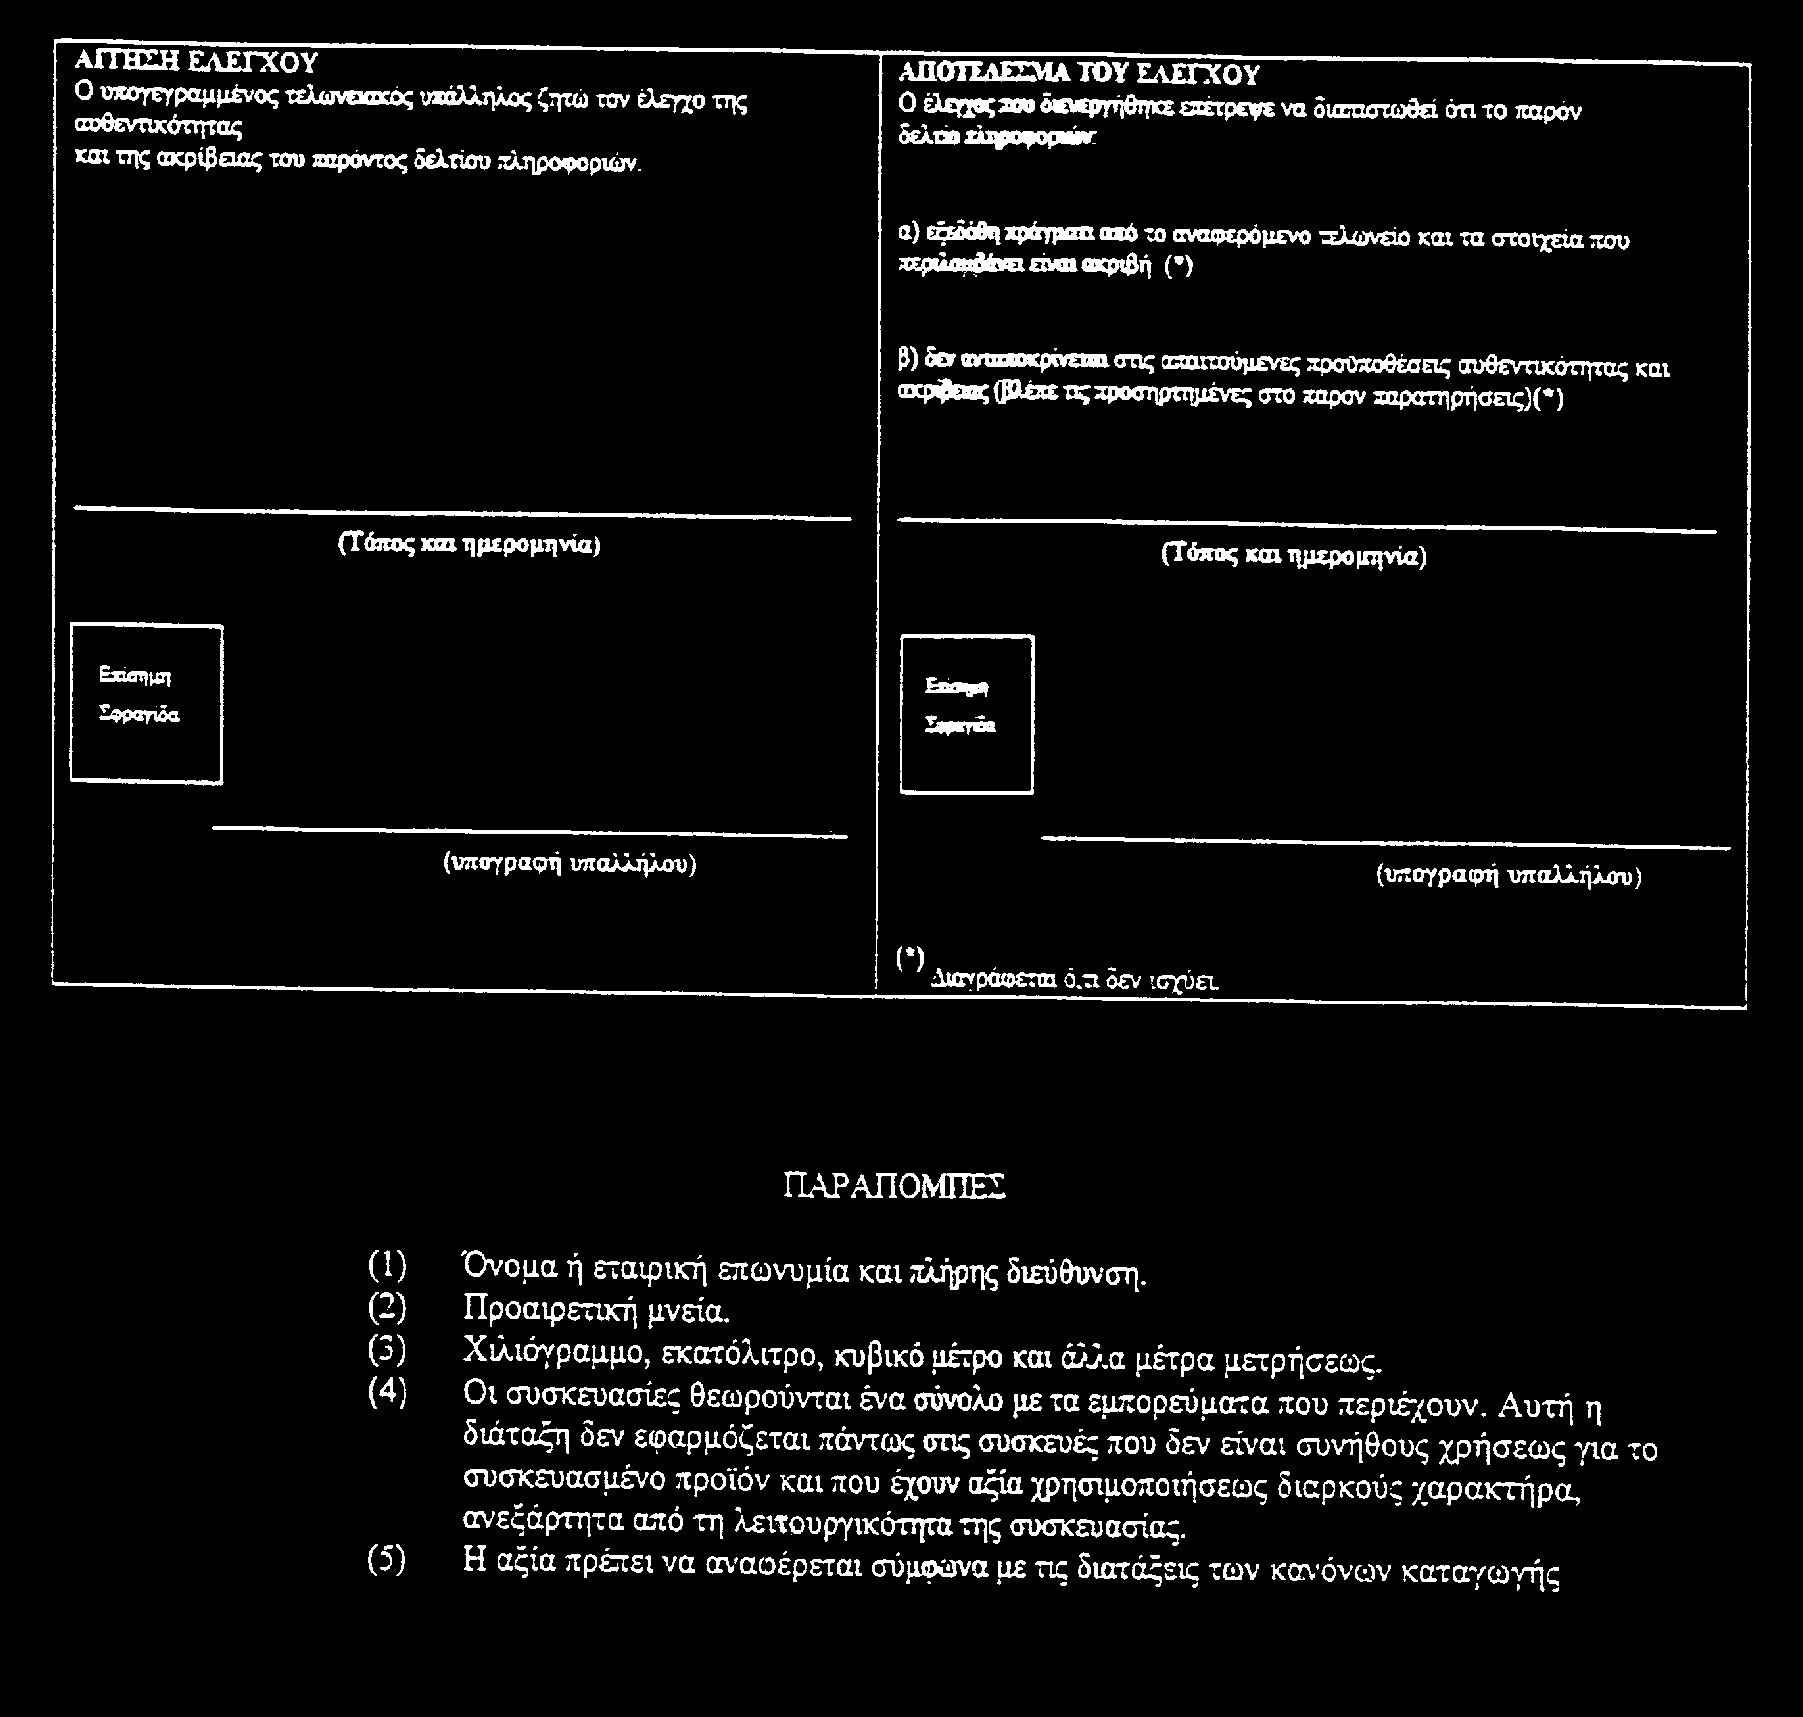 ΑΙΤΗΣΗ ΕΛΕΓΧΟΥ
Ο υπογεγραμμένος τελωνειακός υπάλληλος ζητώ τον έλεγχο της
αυθεντικότητας
και της ακρίβειας του παρόντος δελτίου πληροφοριών.
(Τόπος και ημερομηνία)
Επίσημη
Σφραγίδα
(υπογραφή υπαλλήλου)
ΑΠΟΤΕΛΕΣΜΑ ΤΟΥ ΕΛΕΓΧΟΥ
Ο έλεγχος που διενεργήθηκε επέτρεψε να διαπιστωθεί ότι το παρόν
δελτίο πληροφοριών:
α) εξεδόθη πράγματι από το αναφερόμενο τελωνείο και τα στοιχεία που
περιλαμβάνει είναι ακριβή (*)
β) δεν ανταποκρίνεται στις απαιτούμενες προϋποθέσεις αυθεντικότητας και
ακρίβειας (βλέπε τις προσηρτημένες στο παρον παρατηρήσεις)(*)
(Τόπος και ημερομηνία)
Επίσημη
Σφραγίδα
(υπογραφή υπαλλήλου)
(*) Διαγράφεται ό,τι δεν ισχύει.
ΠΑΡΑΠΟΜΠΕΣ
(1) Όνομα ή εταιρική επωνυμία και πλήρης διεύθυνση.
(2) Προαιρετική μνεία.
(3) Χιλιόγραμμο, εκατόλιτρο, κυβικό μέτρο και άλλα μέτρα μετρήσεως.
(4) Οι συσκευασίες θεωρούνται ένα σύνολο με τα εμπορεύματα που περιέχουν. Αυτή η
διάταξη δεν εφαρμόζεται πάντως στις συσκευές που δεν είναι συνήθους χρήσεως για το
συσκευασμένο προϊόν και που έχουν αξία χρησιμοποιήσεως διαρκούς χαρακτήρα,
ανεξάρτητα από τη λειτουργικότητα της συσκευασίας.
(5) Η αξία πρέπει να αναφέρεται σύμφωνα με τις διατάξεις των κανόνων καταγωγής